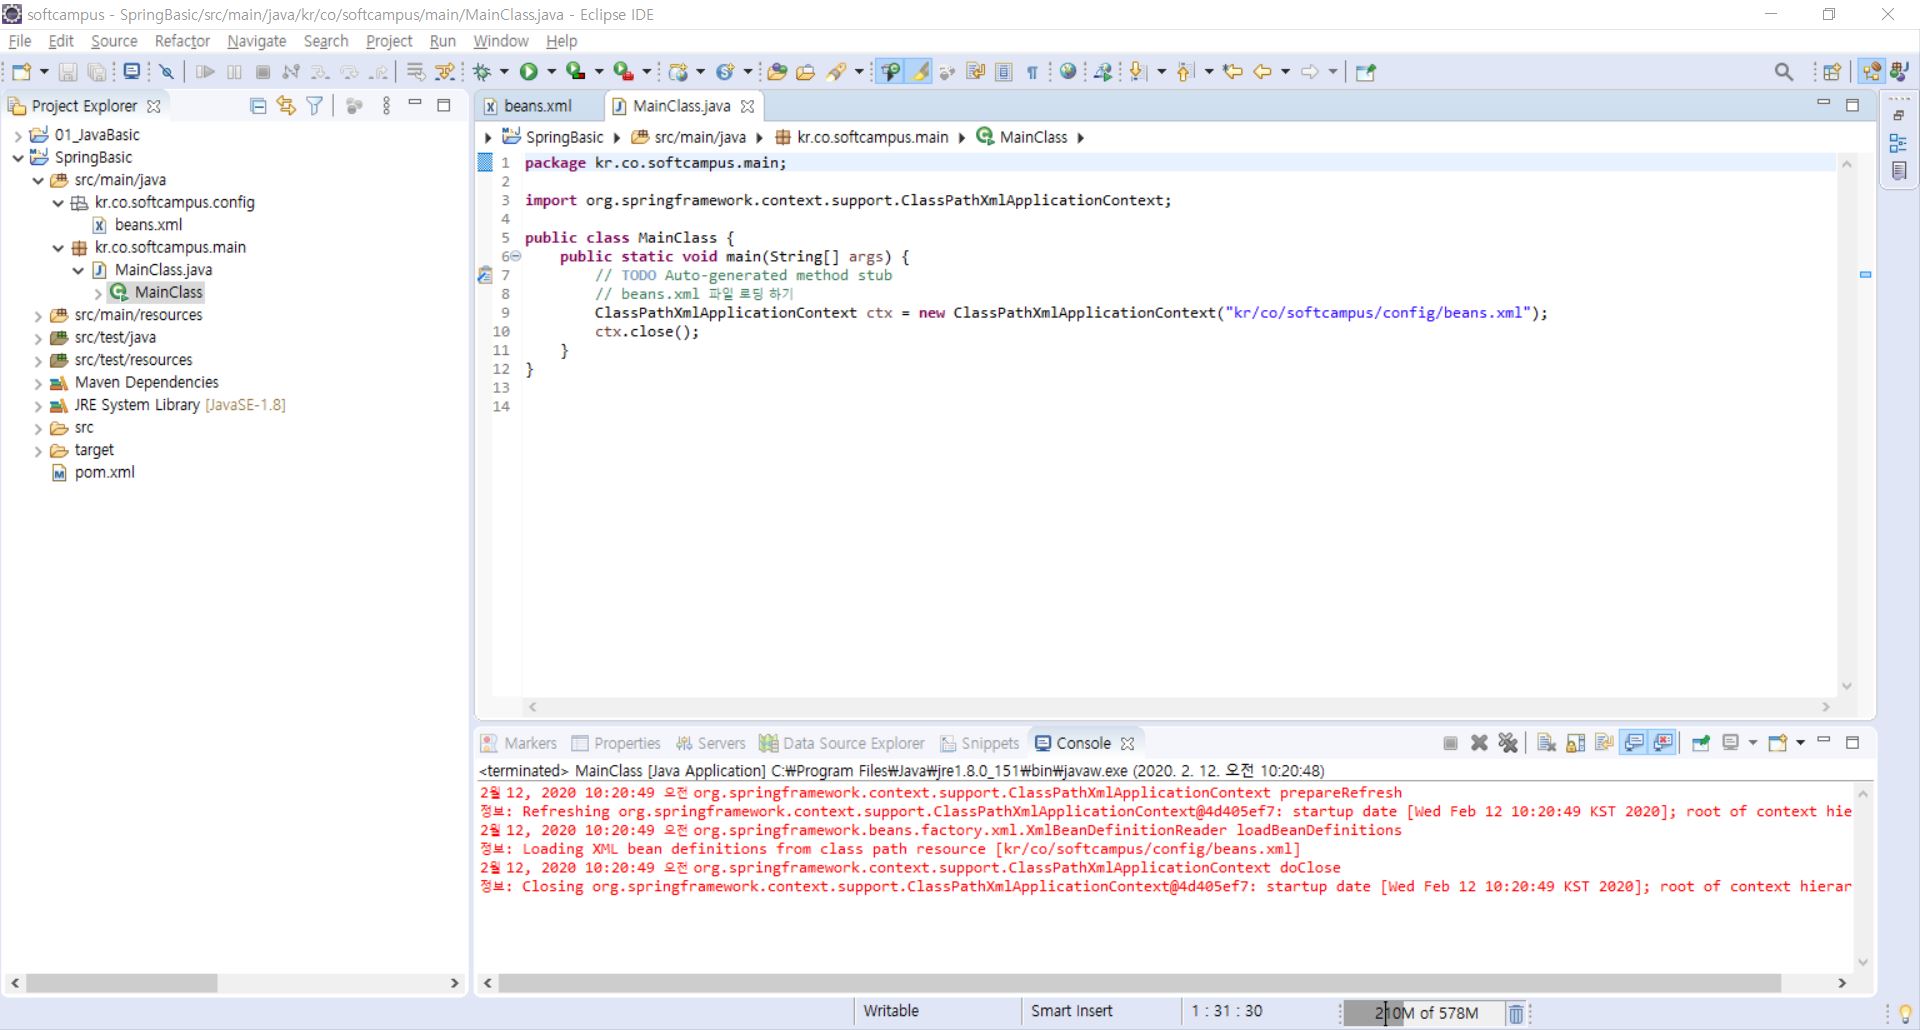 softcampus - SpringBasic/src/main/java/kr/co/softcampus/main/MainClass.java - Eclipse IDE
File Edit Source Refactor Navigate Search Project Run Window Help
Project Explorer
01_JavaBasic
SpringBasic
src/main/java
kr.co.softcampus.config
beans.xml
kr.co.softcampus.main
MainClass.java
MainClass
src/main/resources
src/test/java
src/test/resources
Maven Dependencies
JRE System Library [JavaSE-1.8]
src
target
pom.xml
beans.xml MainClass.java
SpringBasic src/main/java kr.co.softcampus.main MainClass
1 package kr.co.softcampus.main;
2
3 import org.springframework.context.support.ClassPathXmlApplicationContext;
4
5 public class MainClass {
6 public static void main(String[] args) {
7 // TODO Auto-generated method stub
8 // beans.xml 파일 로딩 하기
9 ClassPathXmlApplicationContext ctx = new ClassPathXmlApplicationContext("kr/co/softcampus/config/beans.xml");
10 ctx.close();
11 }
12 }
13
14
Markers Properties Servers Data Source Explorer Snippets Console
<terminated> MainClass [Java Application] C:₩Program Files₩Java₩jre1.8.0_151₩bin₩javaw.exe (2020. 2. 12. 오전 10:20:48)
2월 12, 2020 10:20:49 오전 org.springframework.context.support.ClassPathXmlApplicationContext prepareRefresh
정보: Refreshing org.springframework.context.support.ClassPathXmlApplicationContext@4d405ef7: startup date [Wed Feb 12 10:20:49 KST 2020]; root of context hie
2월 12, 2020 10:20:49 오전 org.springframework.beans.factory.xml.XmlBeanDefinitionReader loadBeanDefinitions
정보: Loading XML bean definitions from class path resource [kr/co/softcampus/config/beans.xml]
2월 12, 2020 10:20:49 오전 org.springframework.context.support.ClassPathXmlApplicationContext doClose
정보: Closing org.springframework.context.support.ClassPathXmlApplicationContext@4d405ef7: startup date [Wed Feb 12 10:20:49 KST 2020]; root of context hierar
Writable Smart Insert 1 : 31 : 30 210M of 578M